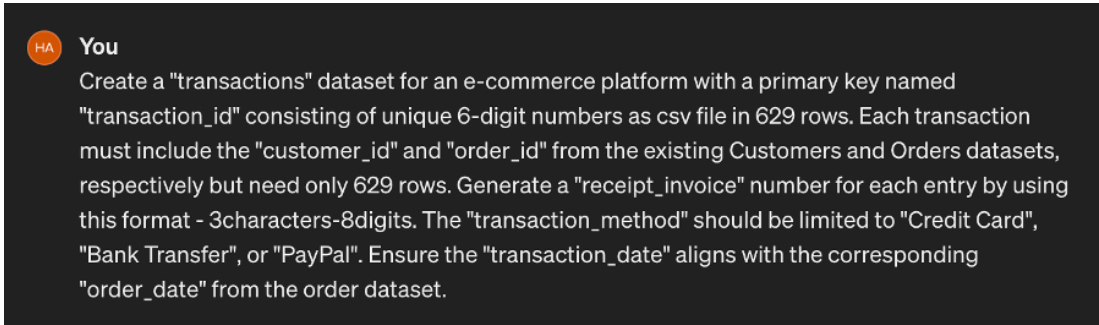 HA You
Create a "transactions" dataset for an e-commerce platform with a primary key named
"transaction_id" consisting of unique 6-digit numbers as csv file in 629 rows. Each transaction
must include the "customer_id" and "order_id" from the existing Customers and Orders datasets,
respectively but need only 629 rows. Generate a "receipt_invoice" number for each entry by using
this format - 3characters-8digits. The "transaction_method" should be limited to "Credit Card",
"Bank Transfer", or "PayPal". Ensure the "transaction_date" aligns with the corresponding
"order_date" from the order dataset.